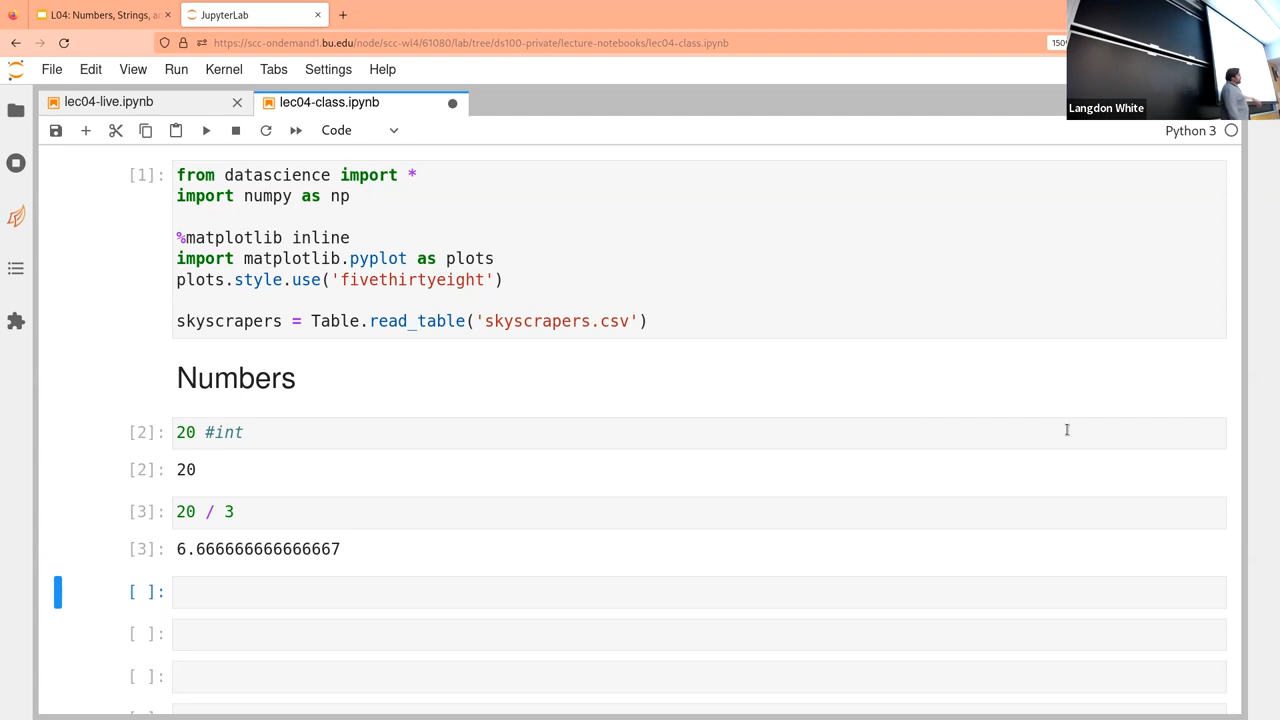 L04: Numbers, Strings, a
JupyterLab
https://scc-ondemand1.bu.edu/node/scc-wl4/61080/lab/tree/ds100-private/lecture-notebooks/lec04-class.ipynb
150%
File Edit View Run Kernel Tabs Settings Help
Langdon White
lec04-live.ipynb
lec04-class.ipynb
Code
Python 3
[1]:
from datascience import *
import numpy as np
%matplotlib inline
import matplotlib.pyplot as plots
plots.style.use('fivethirtyeight')
skyscrapers = Table.read_table('skyscrapers.csv')
Numbers
[2]: 20 #int
[2]: 20
[3]: 20 / 3
[3]: 6.666666666666667
[ ]:
[ ]:
[ ]: